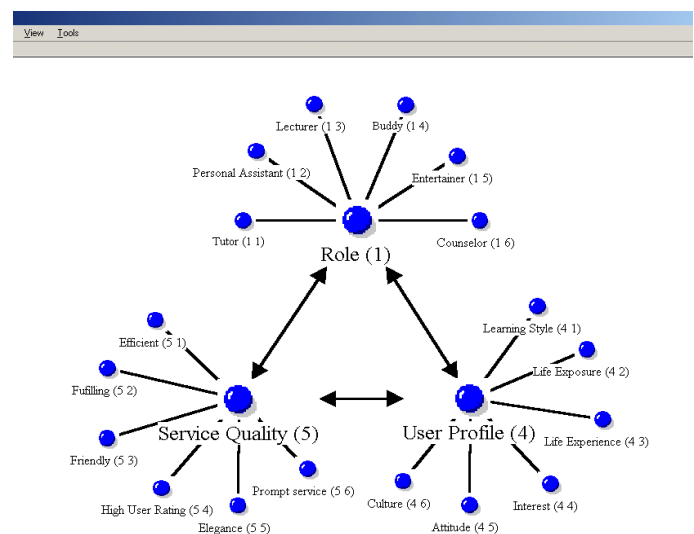 View Tools
Lecturer (1 3)
Buddy (1 4)
Personal Assistant (1 2)
Entertainer (1 5)
Tutor (1 1)
Counselor (1 6)
Role (1)
Efficient (5 1)
Learning Style (4 1)
Fufilling (5 2)
Life Exposure (4 2)
Service Quality (5)
User Profile (4)
Life Experience (4 3)
Friendly (5 3)
Prompt service (5 6)
Culture (4 6)
Interest (4 4)
High User Rating (5 4)
Elegance (5 5)
Attitude (4 5)